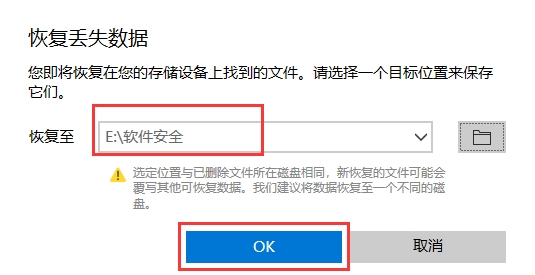 恢复丢失数据
您即将恢复在您的存储设备上找到的文件。请选择一个目标位置来保存
它们。
恢复至 E:\软件安全
选定位置与已删除文件所在磁盘相同，新恢复的文件可能会
覆写其他可恢复数据。我们建议将数据恢复至一个不同的磁
盘。
OK 取消